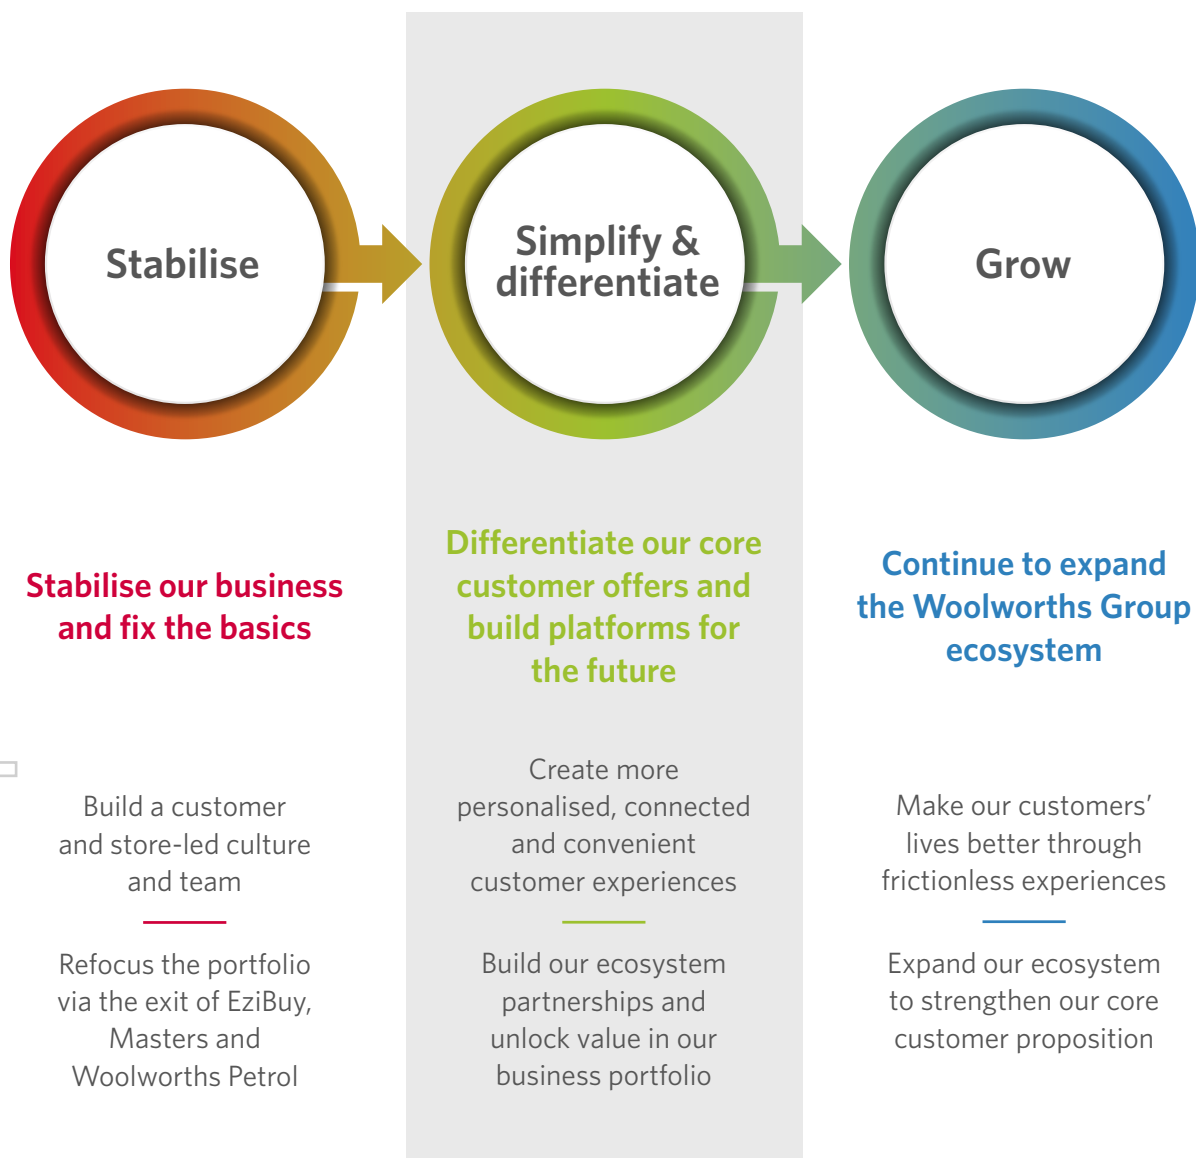 Stabilise
Simplify &
differentiate
Grow
Stabilise our business
and fix the basics
Differentiate our core
customer offers and
build platforms for
the future
Continue to expand
the Woolworths Group
ecosystem
Build a customer
and store-led culture
and team
Refocus the portfolio
via the exit of EziBuy,
Masters and
Woolworths Petrol
Create more
personalised, connected
and convenient
customer experiences
Build our ecosystem
partnerships and
unlock value in our
business portfolio
Make our customers’
lives better through
frictionless experiences
Expand our ecosystem
to strengthen our core
customer proposition